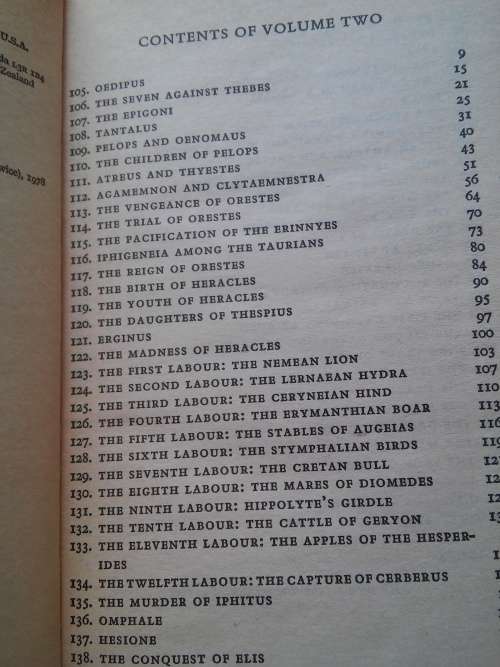 U.S.A.
da L3R 1B4
Zealand
wice), 1978
CONTENTS OF VOLUME TWO
105. OEDIPUS 9
106. THE SEVEN AGAINST THEBES 15
107. THE EPIGONI 21
108. TANTALUS 25
109. PELOPS AND OENOMAUS 31
110. THE CHILDREN OF PELOPS 40
111. ATREUS AND THYESTES 43
112. AGAMEMNON AND CLYTAEMNESTRA 51
113. THE VENGEANCE OF ORESTES 56
114. THE TRIAL OF ORESTES 64
115. THE PACIFICATION OF THE ERINNYES 70
116. IPHIGENEIA AMONG THE TAURIANS 73
117. THE REIGN OF ORESTES 80
118. THE BIRTH OF HERACLES 84
119. THE YOUTH OF HERACLES 90
120. THE DAUGHTERS OF THESPIUS 95
121. ERGINUS 97
122. THE MADNESS OF HERACLES 100
123. THE FIRST LABOUR: THE NEMEAN LION 103
124. THE SECOND LABOUR: THE LERNAEAN HYDRA 107
125. THE THIRD LABOUR: THE CERYNEIAN HIND 110
126. THE FOURTH LABOUR: THE ERYMANTHIAN BOAR 113
127. THE FIFTH LABOUR: THE STABLES OF AUGEIAS 116
128. THE SIXTH LABOUR: THE STYMPHALIAN BIRDS 119
129. THE SEVENTH LABOUR: THE CRETAN BULL
130. THE EIGHTH LABOUR: THE MARES OF DIOMEDES
131. THE NINTH LABOUR: HIPPOLYTE'S GIRDLE
132. THE TENTH LABOUR: THE CATTLE OF GERYON
133. THE ELEVENTH LABOUR: THE APPLES OF THE HESPER-
IDES
134. THE TWELFTH LABOUR: THE CAPTURE OF CERBERUS
135. THE MURDER OF IPHITUS
136. OMPHALE
137. HESIONE
138. THE CONQUEST OF ELIS